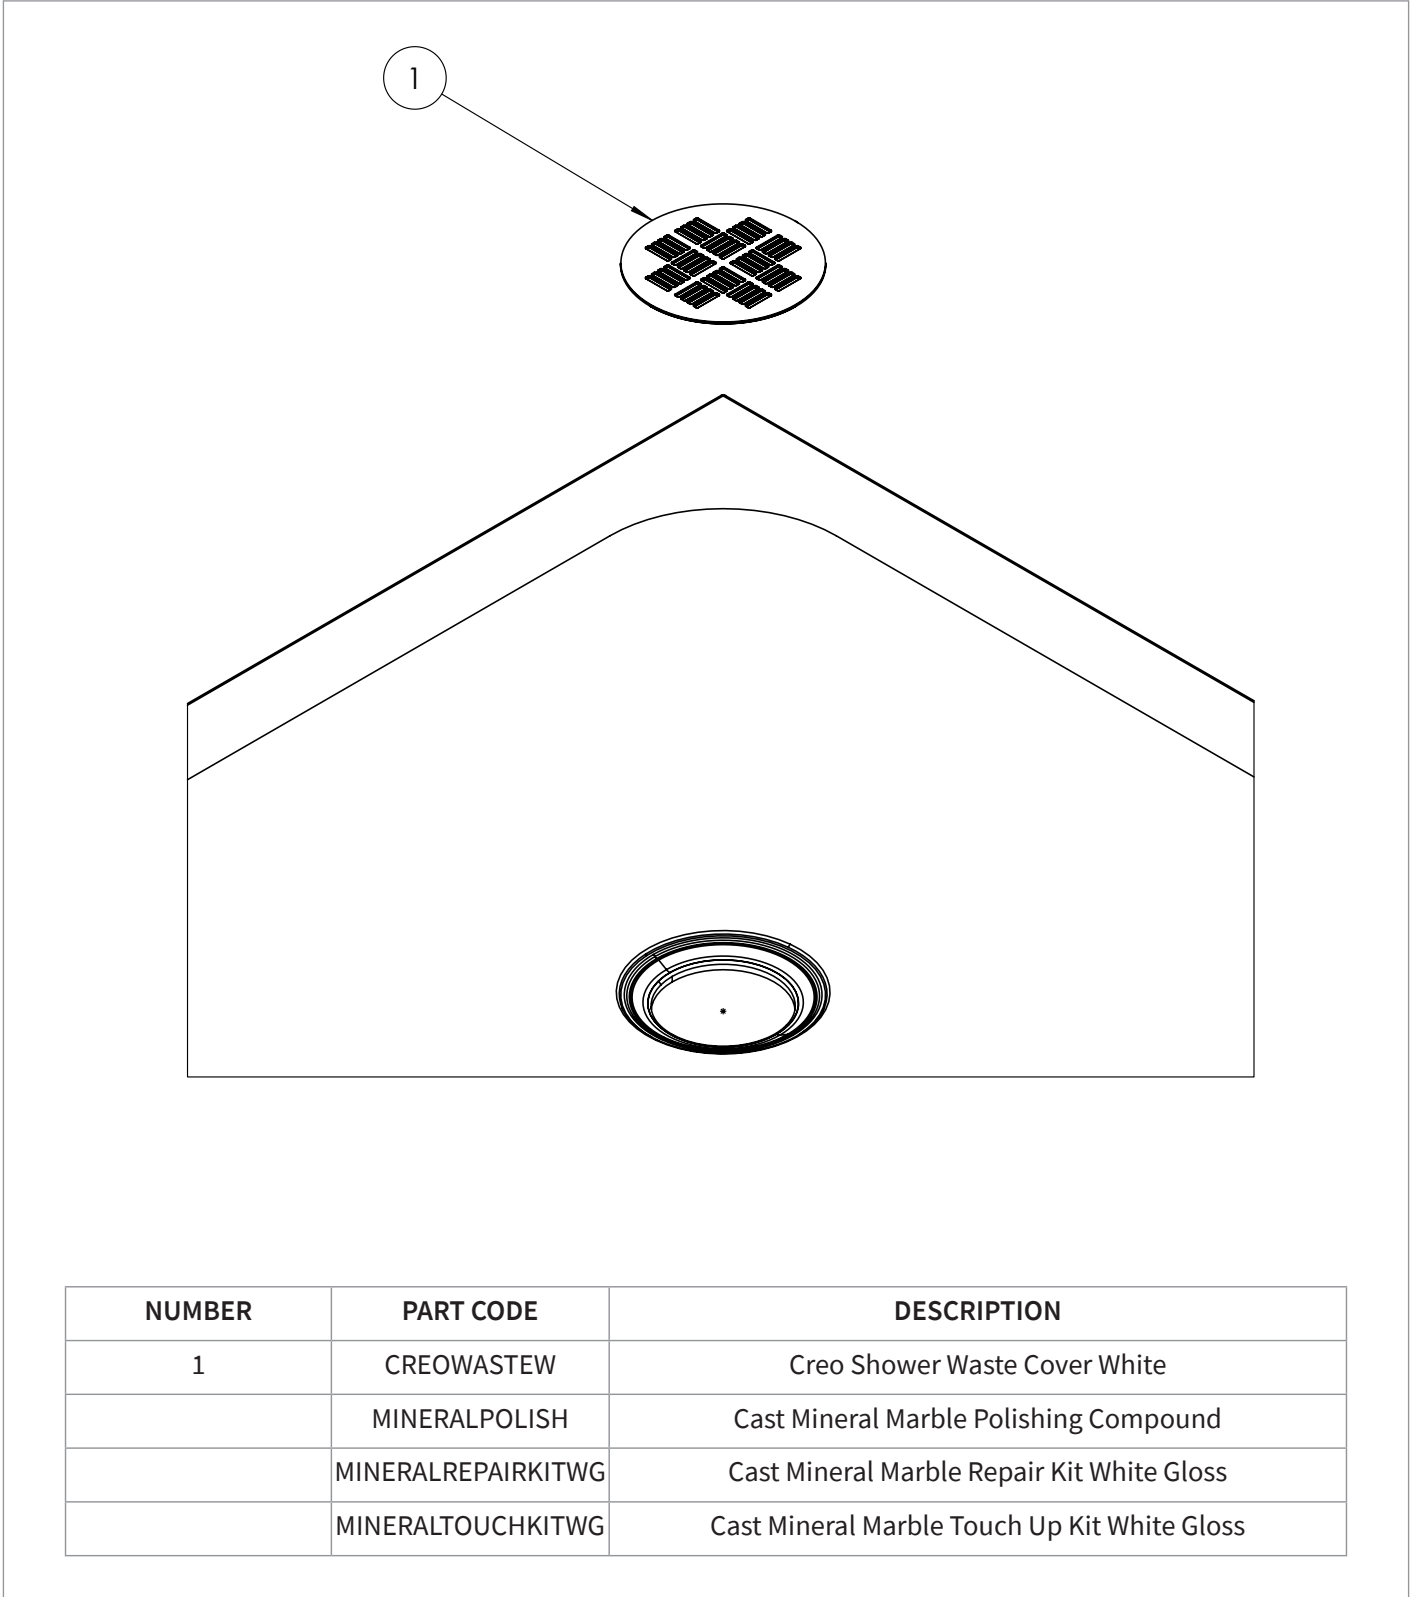 1
NUMBER PART CODE DESCRIPTION
1 CREOWASTEW Creo Shower Waste Cover White
MINERALPOLISH Cast Mineral Marble Polishing Compound
MINERALREPAIRKITWG Cast Mineral Marble Repair Kit White Gloss
MINERALTOUCHKITWG Cast Mineral Marble Touch Up Kit White Gloss